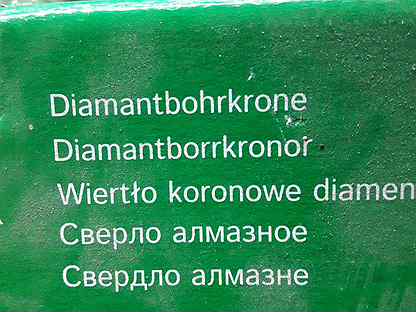 Diamantbohrkrone
Diamantborrkronor
Wiertło koronowe diamen
Сверло алмазное
Свердло алмазне